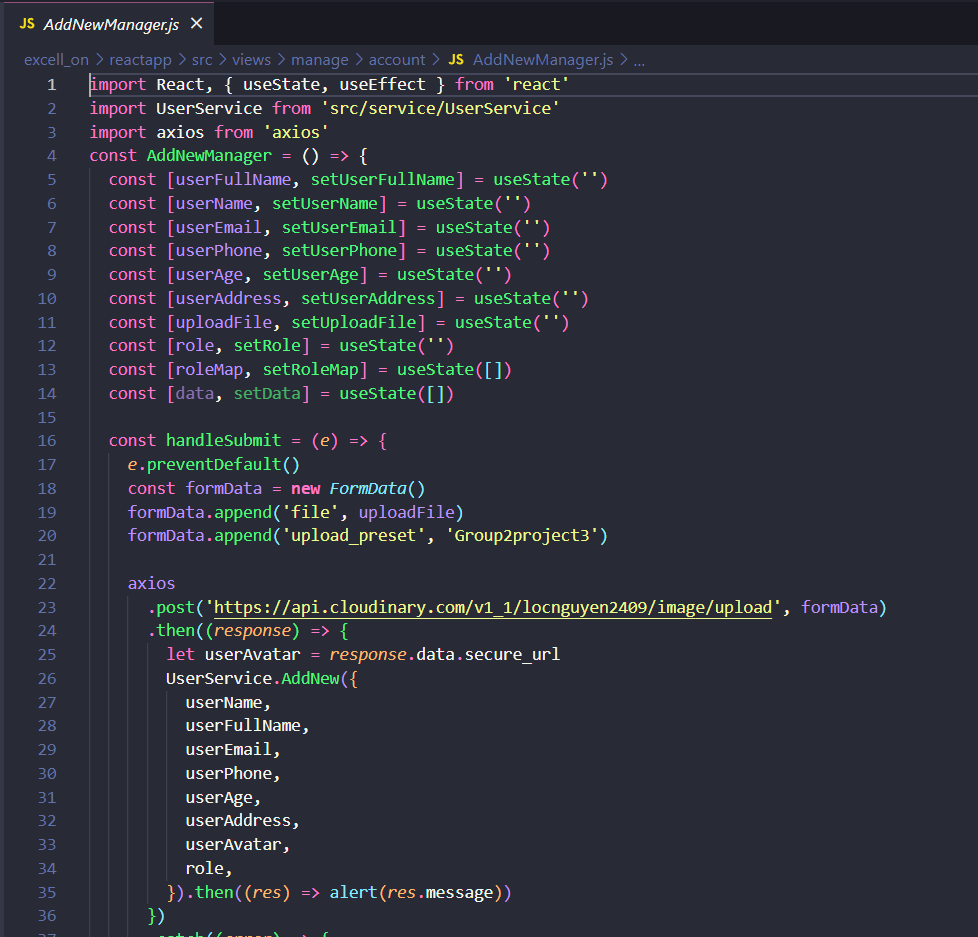 JS AddNewManager.js ×
excell_on > reactapp > src > views > manage > account > JS AddNewManager.js > ...
1 import React, { useState, useEffect } from 'react'
2 import UserService from 'src/service/UserService'
3 import axios from 'axios'
4 const AddNewManager = () => {
5 const [userFullName, setUserFullName] = useState('')
6 const [userName, setUserName] = useState('')
7 const [userEmail, setUserEmail] = useState('')
8 const [userPhone, setUserPhone] = useState('')
9 const [userAge, setUserAge] = useState('')
10 const [userAddress, setUserAddress] = useState('')
11 const [uploadFile, setUploadFile] = useState('')
12 const [role, setRole] = useState('')
13 const [roleMap, setRoleMap] = useState([])
14 const [data, setData] = useState([])
15
16 const handleSubmit = (e) => {
17 e.preventDefault()
18 const formData = new FormData()
19 formData.append('file', uploadFile)
20 formData.append('upload_preset', 'Group2project3')
21
22 axios
23 .post('https://api.cloudinary.com/v1_1/locnguyen2409/image/upload', formData)
24 .then((response) => {
25 let userAvatar = response.data.secure_url
26 UserService.AddNew({
27 userName,
28 userFullName,
29 userEmail,
30 userPhone,
31 userAge,
32 userAddress,
33 userAvatar,
34 role,
35 }).then((res) => alert(res.message))
36 })
37 .catch((error) => {